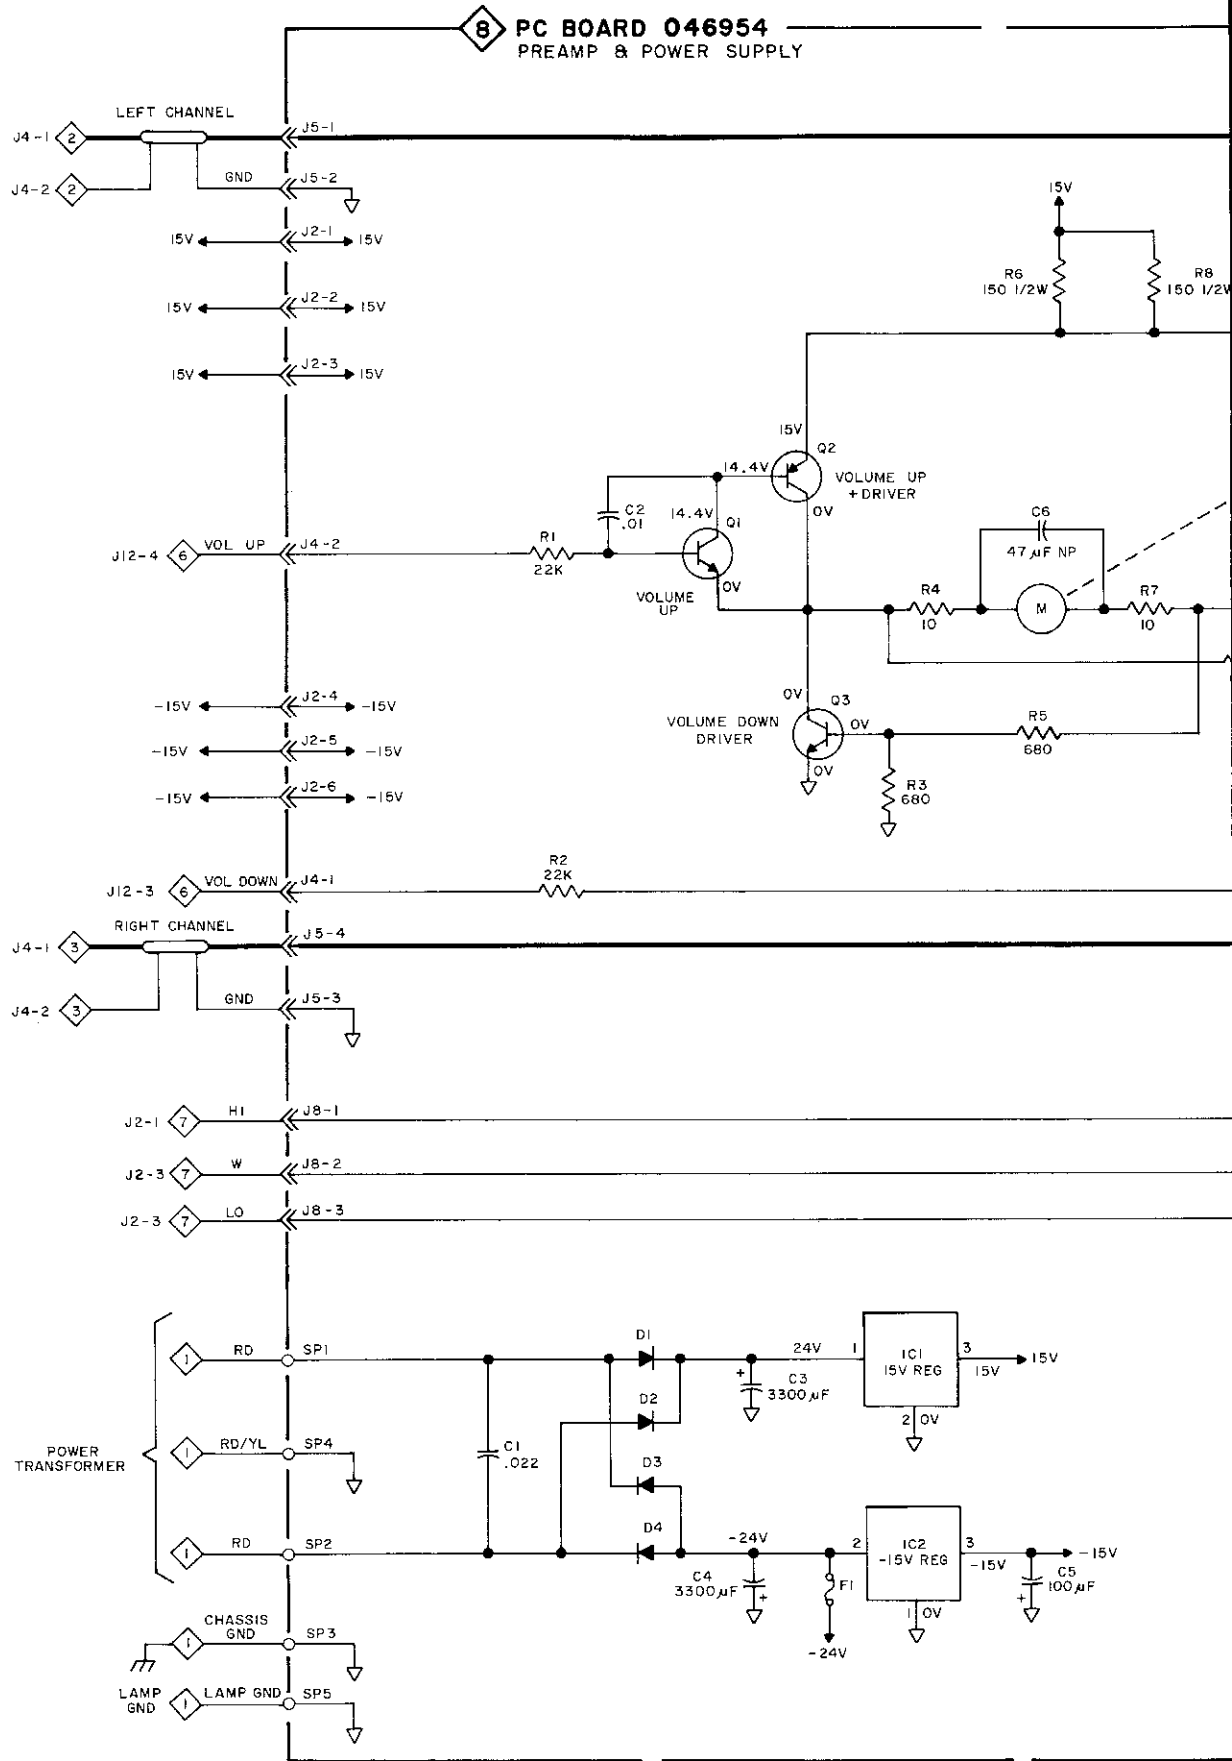 8 PC BOARD 046954
PREAMP & POWER SUPPLY
LEFT CHANNEL
J4-1 2 J5-1
J4-2 2 GND J5-2
15V J2-1 15V
15V J2-2 15V
15V J2-3 15V
15V
R6
150 1/2W
R8
150 1/2W
15V
Q2
14.4V
VOLUME UP
+DRIVER
0V
C2
.01
14.4V
Q1
0V
J12-4 6 VOL UP J4-2
R1
22K
VOLUME
UP
C6
47µF NP
R4
10
M
R7
10
-15V J2-4 -15V
-15V J2-5 -15V
-15V J2-6 -15V
0V
Q3
VOLUME DOWN
DRIVER
0V
0V
R5
680
R3
680
J12-3 6 VOL DOWN J4-1
R2
22K
RIGHT CHANNEL
J4-1 3 J5-4
J4-2 3 GND J5-3
J2-1 7 HI J8-1
J2-3 7 W J8-2
J2-3 7 LO J8-3
POWER
TRANSFORMER
1 RD SP1
1 RD/YL SP4
1 RD SP2
C1
.022
D1
D2
D3
D4
24V
+
C3
3300µF
1 IC1 3
15V REG
15V
15V
2 0V
-24V
C4
3300µF
+
F1
-24V
2 IC2 3
-15V REG
-15V
-15V
1 0V
C5
100µF
+
1 CHASSIS
GND SP3
LAMP
GND
1 LAMP GND SP5